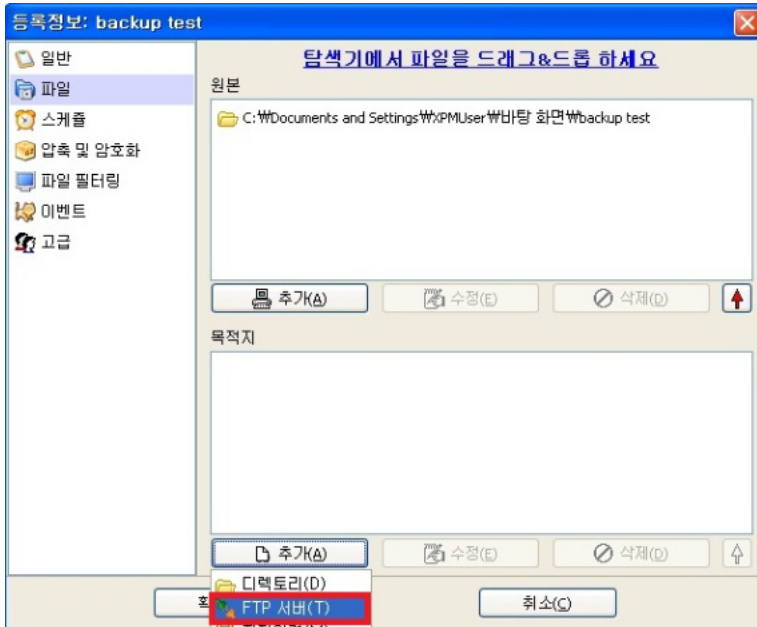 등록정보: backup test
일반
파일
스케쥴
압축 및 암호화
파일 필터링
이벤트
고급
탐색기에서 파일을 드래그&드롭 하세요
원본
C:₩Documents and Settings₩XPMUser₩바탕 화면₩backup test
추가(A)
수정(E)
삭제(D)
목적지
추가(A)
수정(E)
삭제(D)
디렉토리(D)
FTP 서버(T)
취소(C)